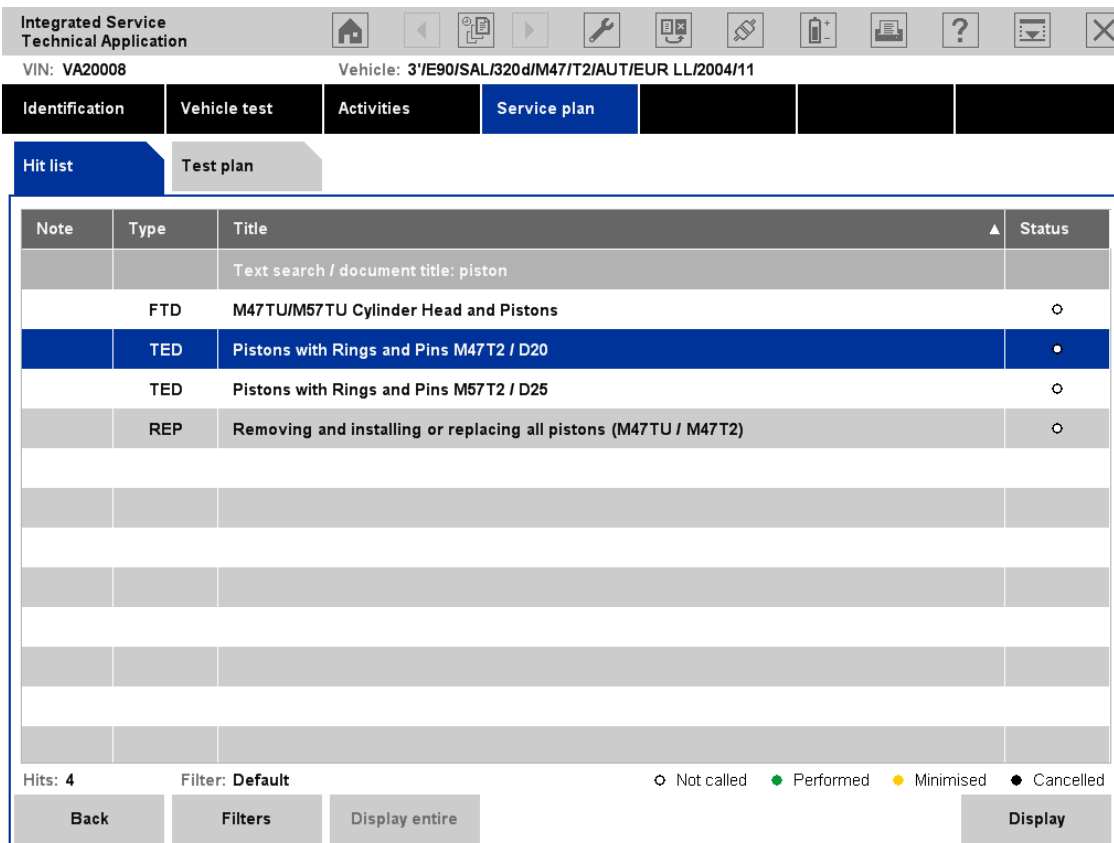 Integrated Service
Technical Application
?
VIN: VA20008 Vehicle: 3'/E90/SAL/320d/M47/T2/AUT/EUR LL/2004/11
Identification Vehicle test Activities Service plan
Hit list Test plan
Note Type Title Status
Text search / document title: piston
FTD M47TU/M57TU Cylinder Head and Pistons
TED Pistons with Rings and Pins M47T2 / D20
TED Pistons with Rings and Pins M57T2 / D25
REP Removing and installing or replacing all pistons (M47TU / M47T2)
Hits: 4 Filter: Default Not called Performed Minimised Cancelled
Back Filters Display entire Display